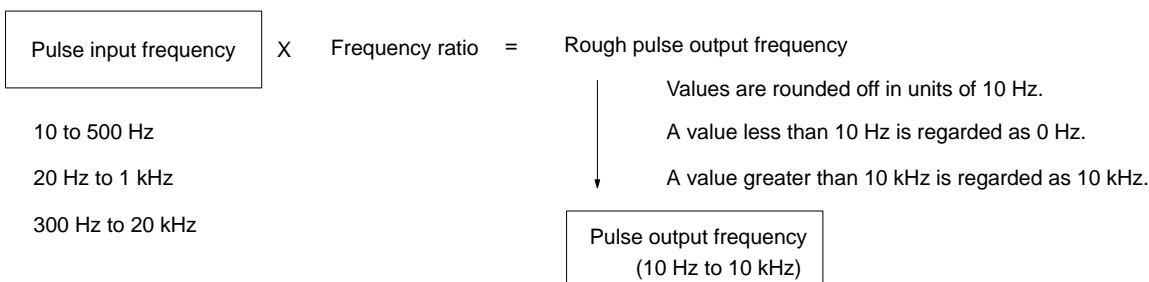 Pulse input frequency X Frequency ratio = Rough pulse output frequency
Values are rounded off in units of 10 Hz.
10 to 500 Hz
A value less than 10 Hz is regarded as 0 Hz.
20 Hz to 1 kHz
A value greater than 10 kHz is regarded as 10 kHz.
300 Hz to 20 kHz
Pulse output frequency
(10 Hz to 10 kHz)